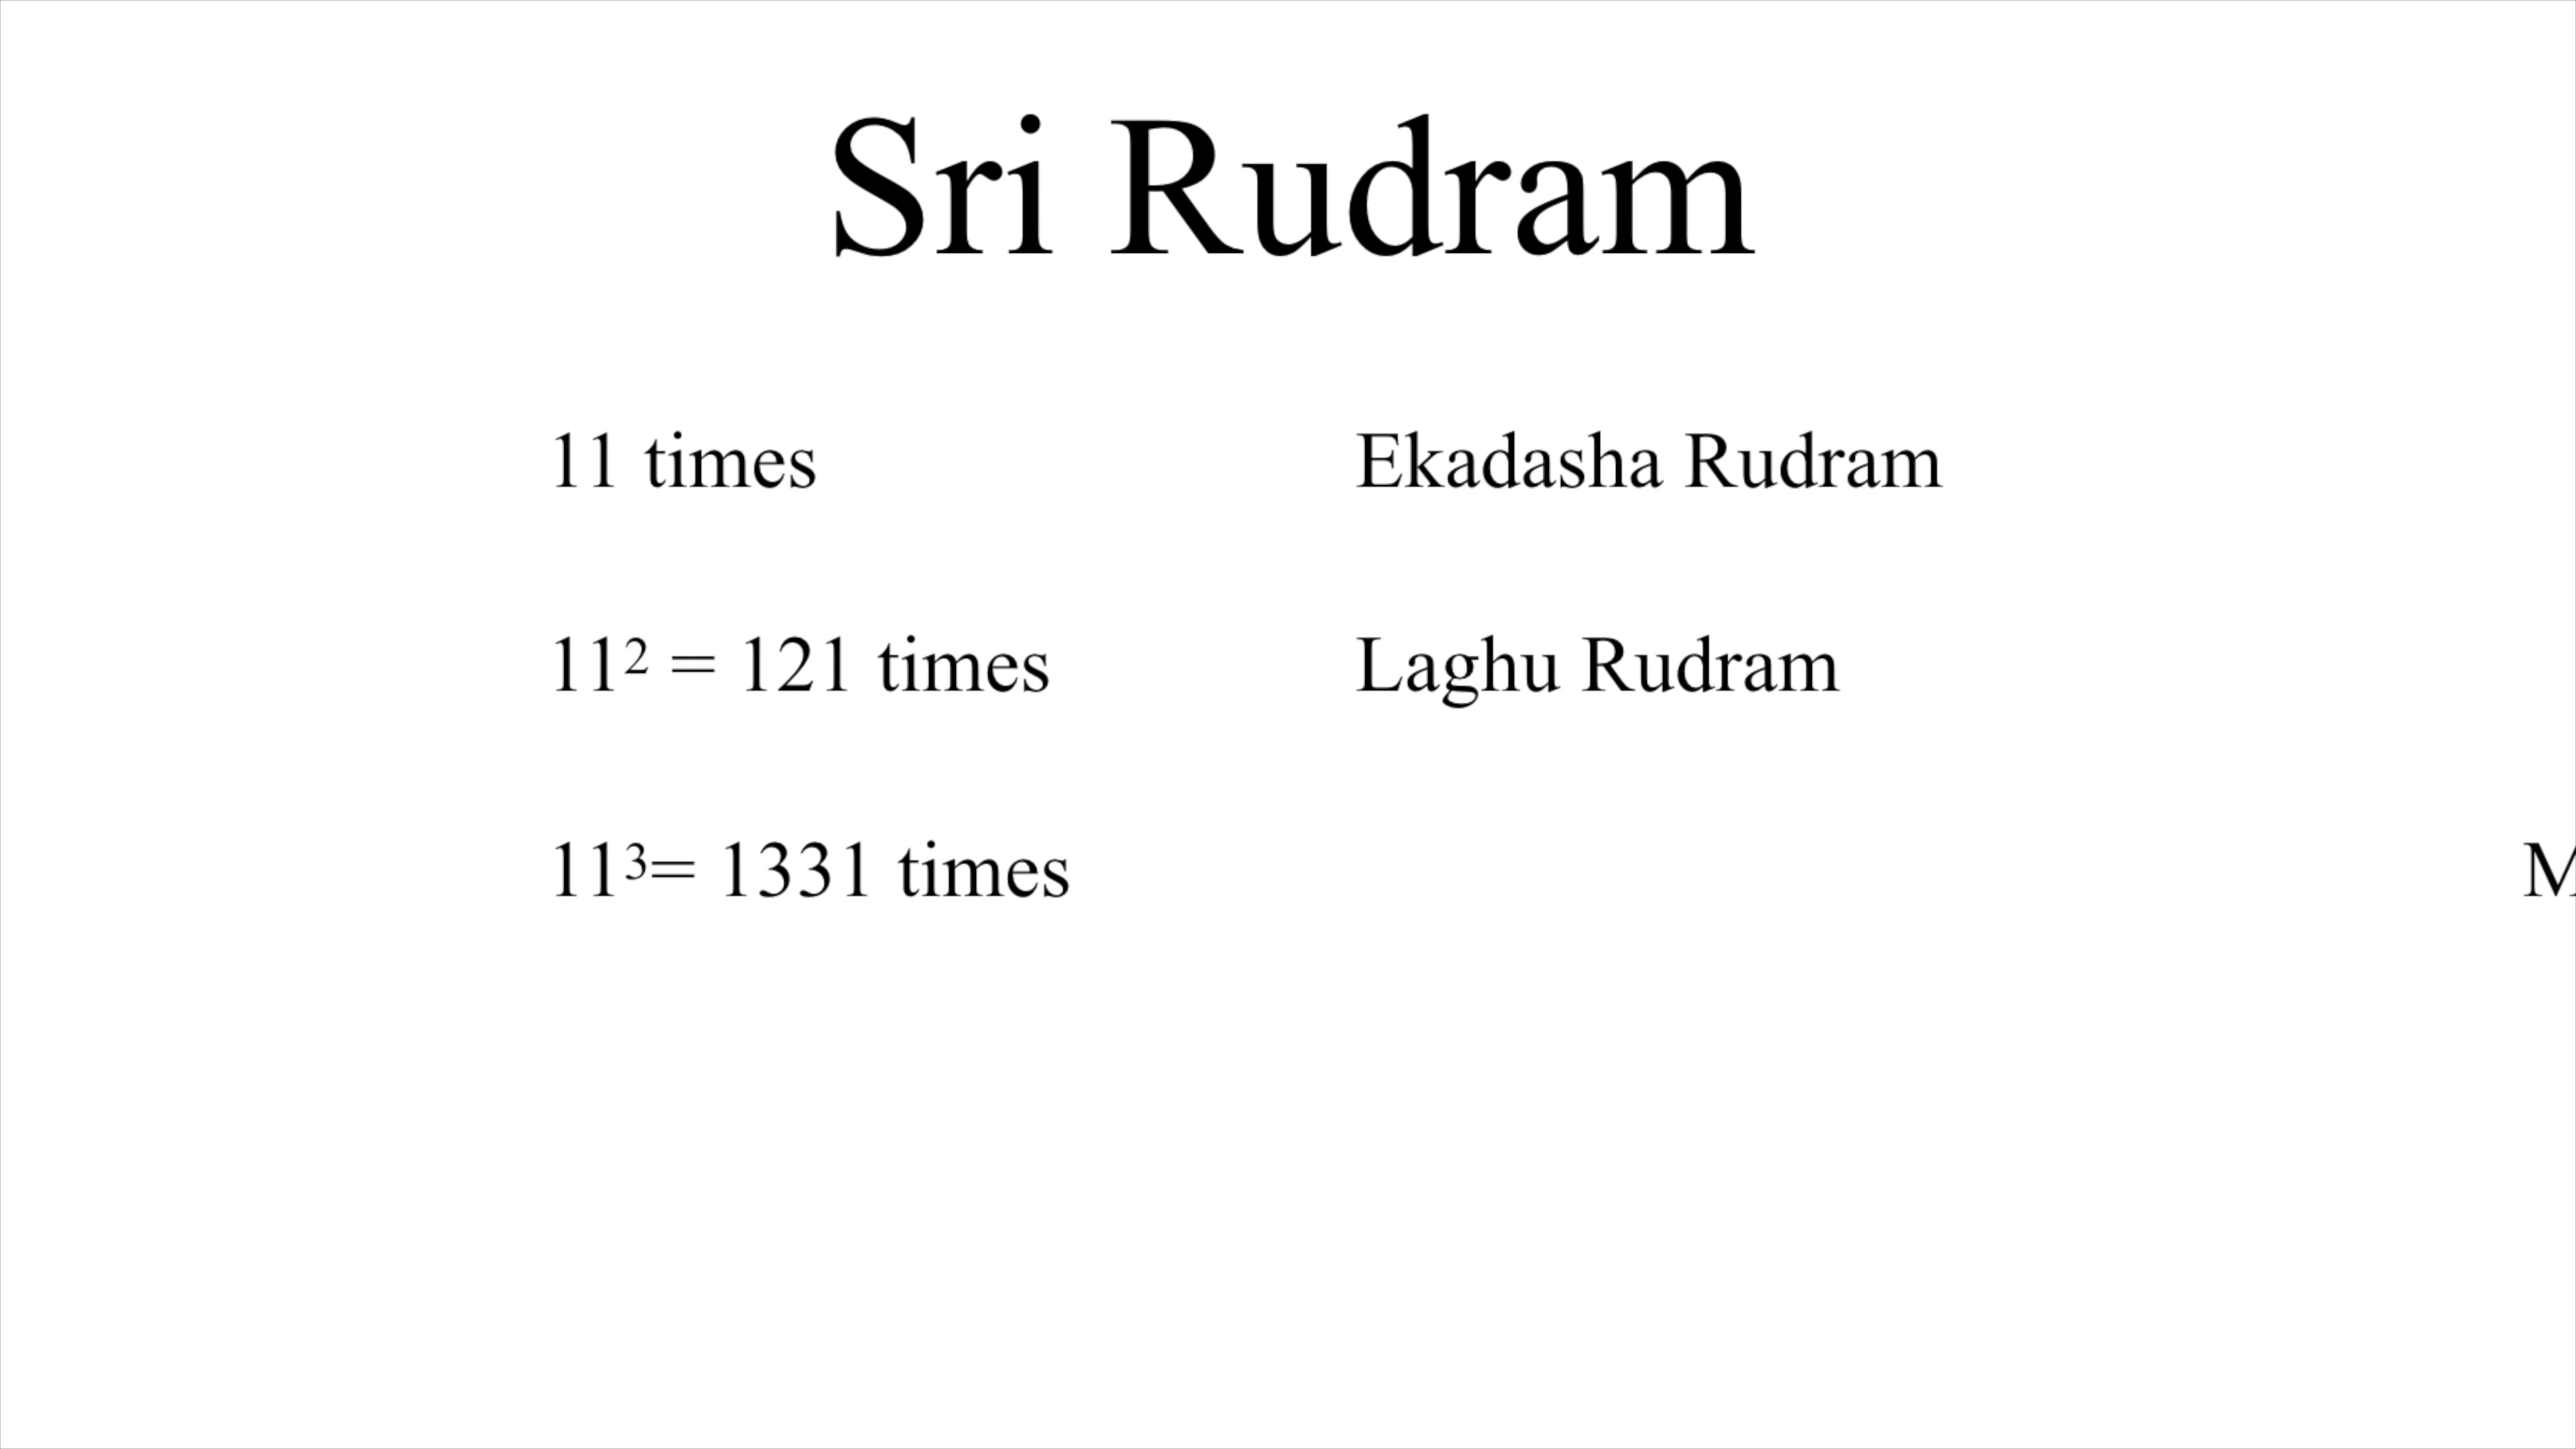 Sri Rudram
11 times Ekadasha Rudram
11² = 121 times Laghu Rudram
11³= 1331 times